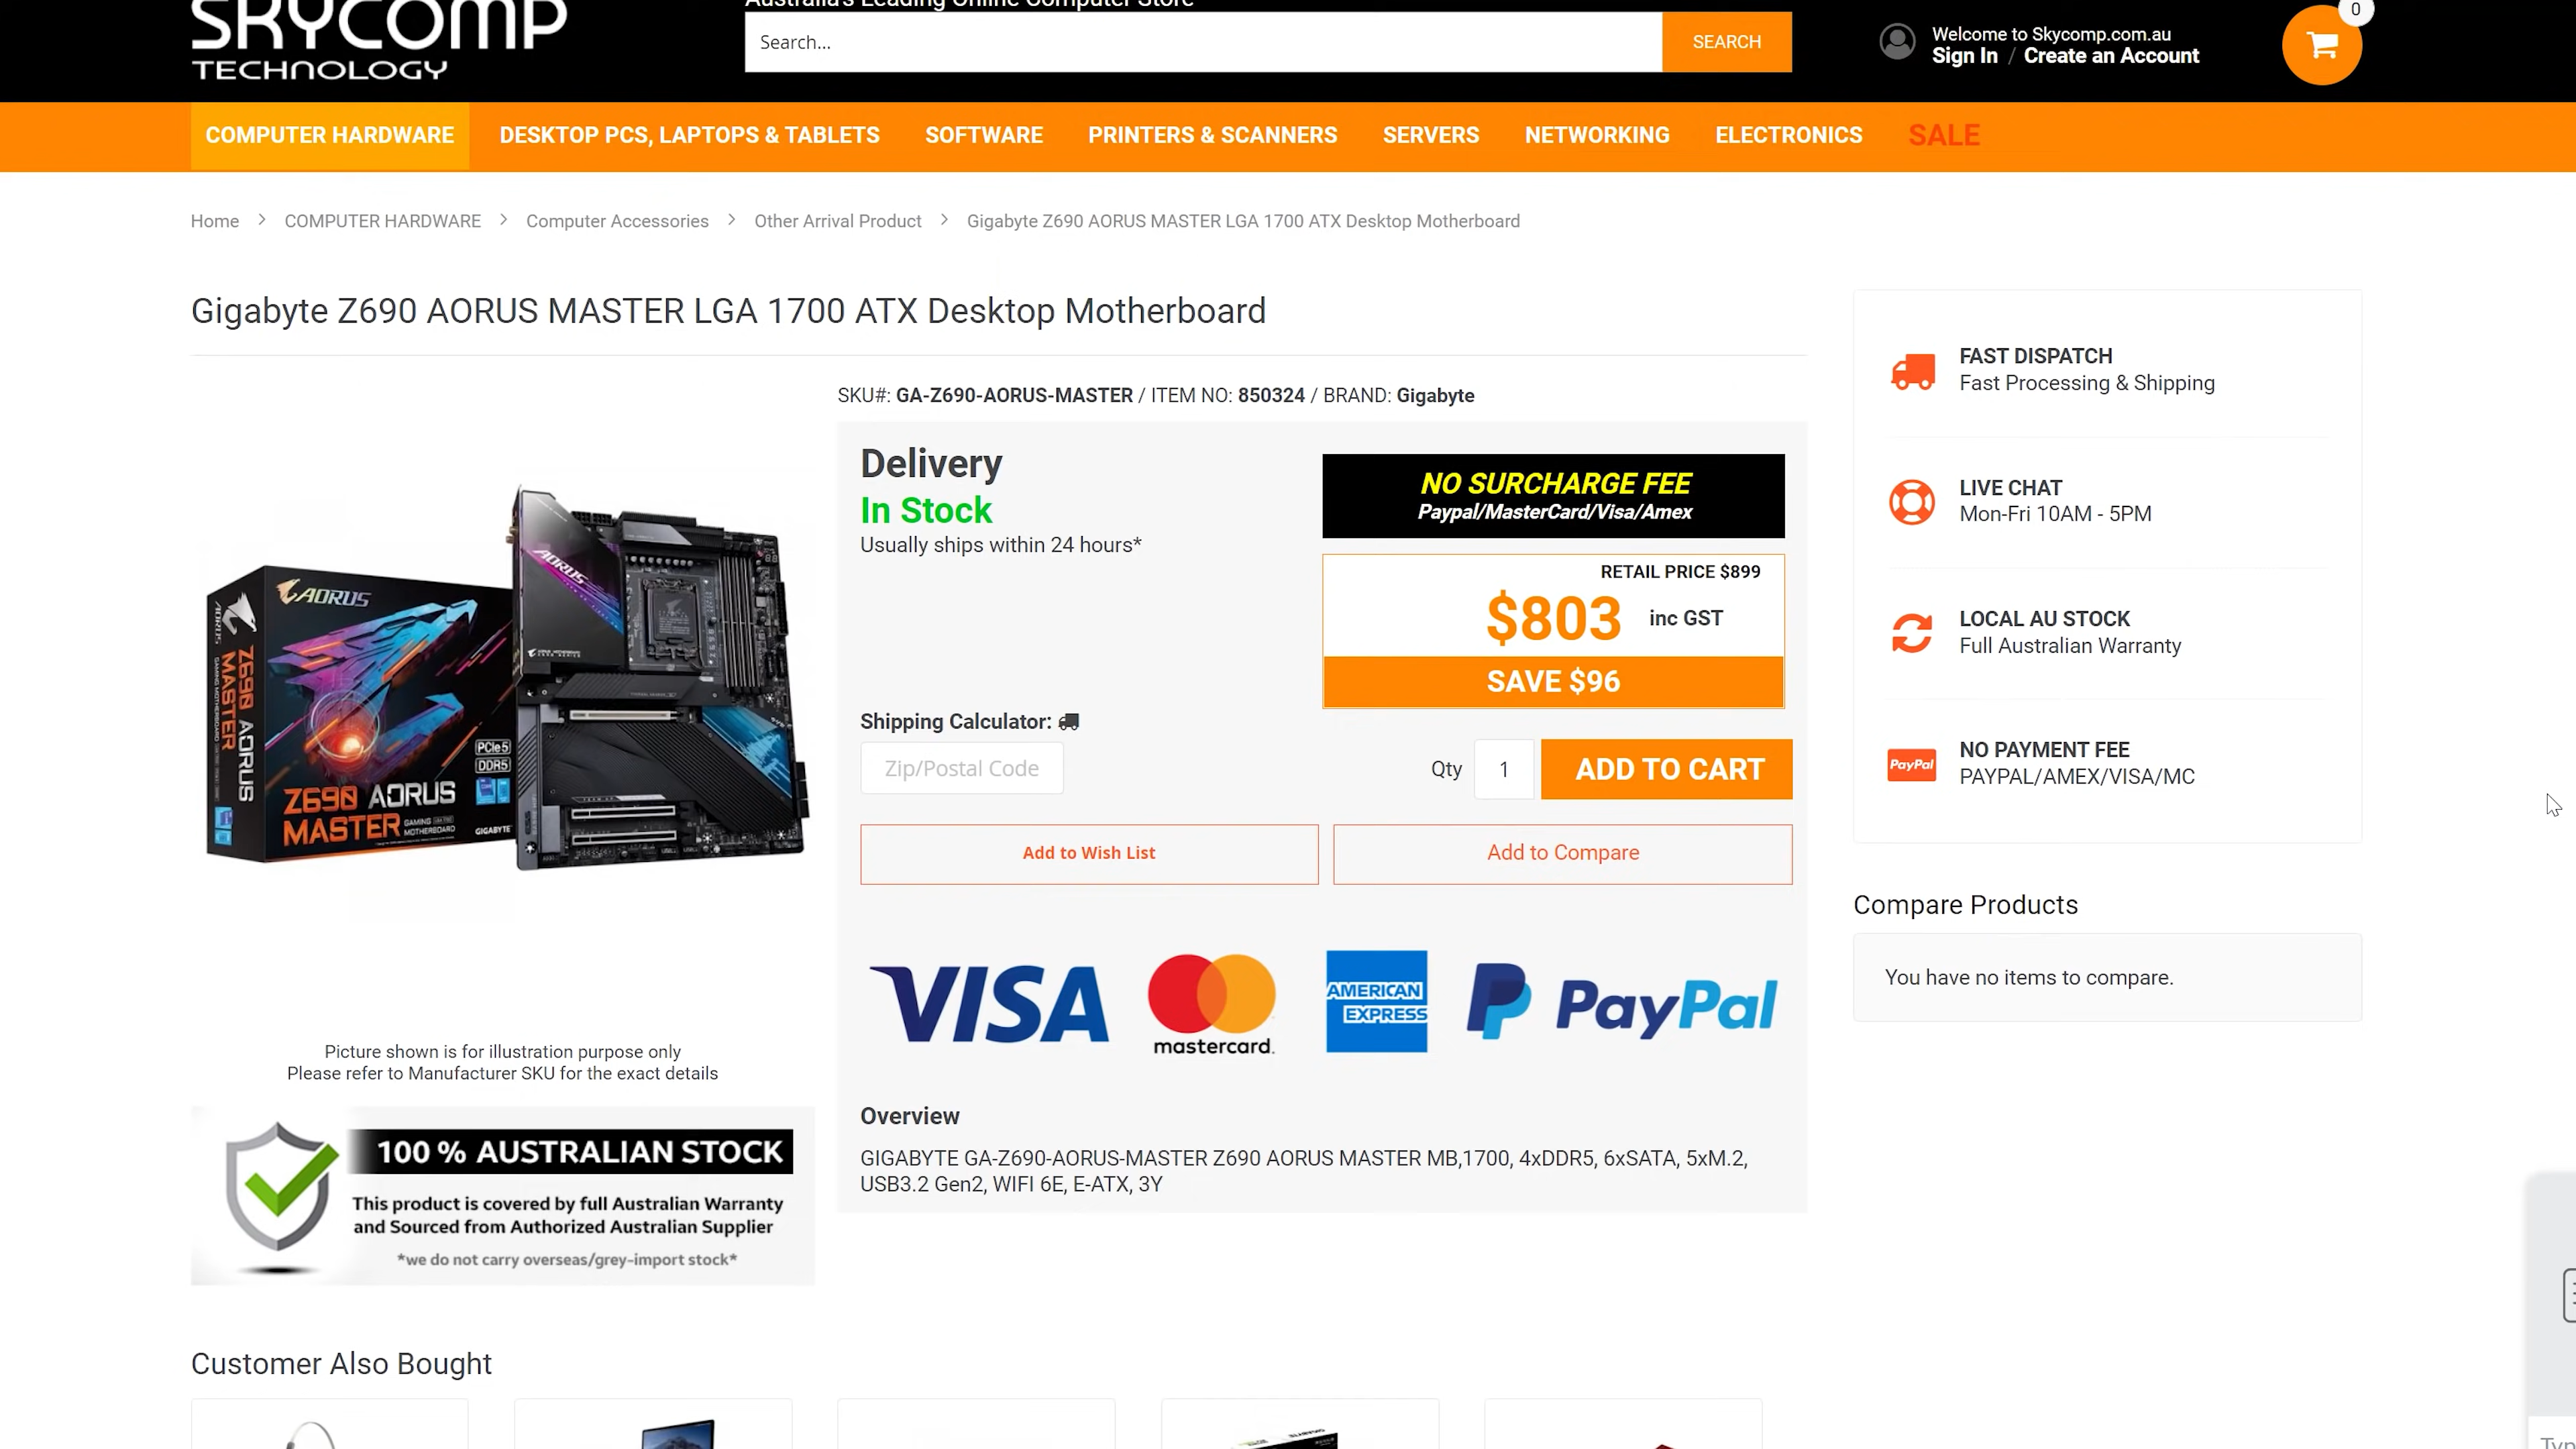 SKYCOMP
TECHNOLOGY
Australia's Leading Online Computer Store
Search...
SEARCH
Welcome to Skycomp.com.au
Sign In / Create an Account
0
COMPUTER HARDWARE
DESKTOP PCS, LAPTOPS & TABLETS
SOFTWARE
PRINTERS & SCANNERS
SERVERS
NETWORKING
ELECTRONICS
SALE
Home > COMPUTER HARDWARE > Computer Accessories > Other Arrival Product > Gigabyte Z690 AORUS MASTER LGA 1700 ATX Desktop Motherboard
Gigabyte Z690 AORUS MASTER LGA 1700 ATX Desktop Motherboard
AORUS
AORUS
Z690 AORUS
MASTER
PCIe5
DDR5
Z690 AORUS
MASTER
GAMING
MOTHERBOARD
GIGABYTE
AORUS
Picture shown is for illustration purpose only
Please refer to Manufacturer SKU for the exact details
100 % AUSTRALIAN STOCK
This product is covered by full Australian Warranty
and Sourced from Authorized Australian Supplier
*we do not carry overseas/grey-import stock*
SKU#: GA-Z690-AORUS-MASTER / ITEM NO: 850324 / BRAND: Gigabyte
Delivery
In Stock
Usually ships within 24 hours*
NO SURCHARGE FEE
Paypal/MasterCard/Visa/Amex
RETAIL PRICE $899
$803 inc GST
SAVE $96
Shipping Calculator:
Zip/Postal Code
Qty 1
ADD TO CART
Add to Wish List
Add to Compare
VISA
mastercard.
AMERICAN
EXPRESS
PayPal
Overview
GIGABYTE GA-Z690-AORUS-MASTER Z690 AORUS MASTER MB,1700, 4xDDR5, 6xSATA, 5xM.2,
USB3.2 Gen2, WIFI 6E, E-ATX, 3Y
FAST DISPATCH
Fast Processing & Shipping
LIVE CHAT
Mon-Fri 10AM - 5PM
LOCAL AU STOCK
Full Australian Warranty
PayPal
NO PAYMENT FEE
PAYPAL/AMEX/VISA/MC
Compare Products
You have no items to compare.
Customer Also Bought